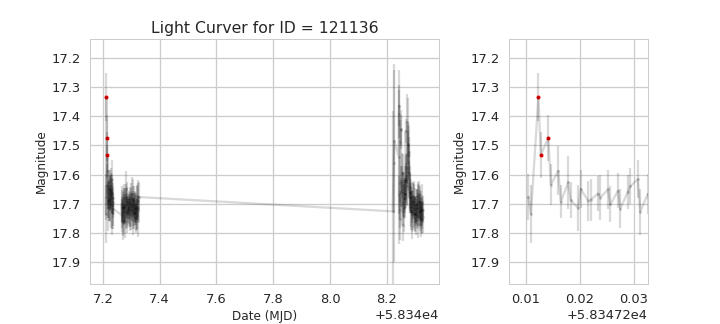 Light Curver for ID = 121136
17.2
17.3
17.4
17.5
17.6
17.7
17.8
17.9
Magnitude
7.2 7.4 7.6 7.8 8.0 8.2
Date (MJD) +5.834e4
17.2
17.3
17.4
17.5
17.6
17.7
17.8
17.9
Magnitude
0.01 0.02 0.03
+5.83472e4